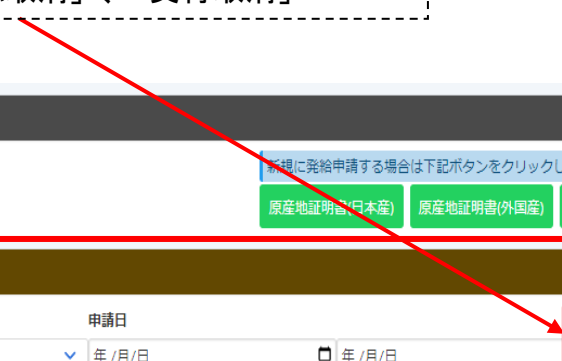 新規に発給申請する場合は下記ボタンをクリックし
原産地証明書(日本産) 原産地証明書(外国産)
申請日
年 /月/日 年 /月/日